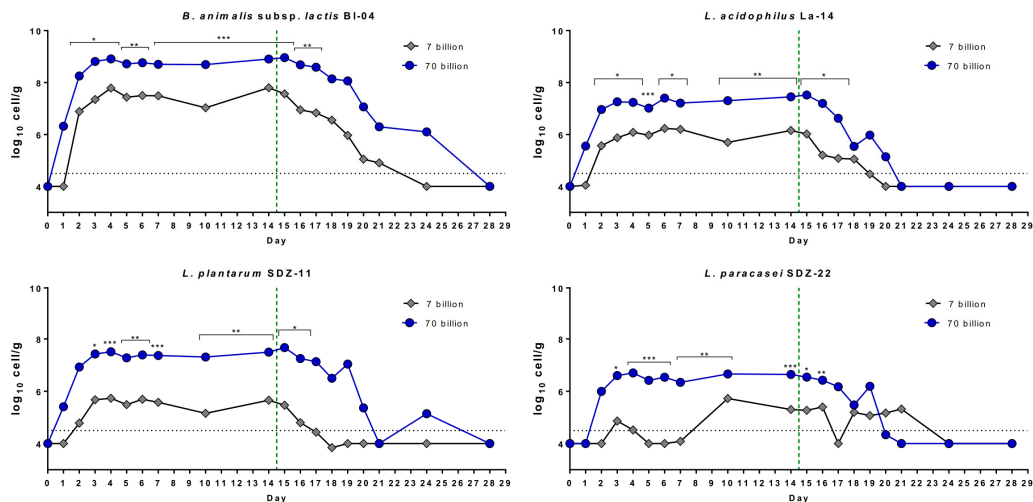 B. animalis subsp. lactis Bl-04
10
8
6
4
log10 cell/g
* ** *** **
7 billion
70 billion
0 1 2 3 4 5 6 7 8 9 10 11 12 13 14 15 16 17 18 19 20 21 22 23 24 25 26 27 28 29
Day
L. acidophilus La-14
10
8
6
4
log10 cell/g
* *** * ** *
7 billion
70 billion
0 1 2 3 4 5 6 7 8 9 10 11 12 13 14 15 16 17 18 19 20 21 22 23 24 25 26 27 28 29
Day
L. plantarum SDZ-11
10
8
6
4
log10 cell/g
* *** ** *** ** *
7 billion
70 billion
0 1 2 3 4 5 6 7 8 9 10 11 12 13 14 15 16 17 18 19 20 21 22 23 24 25 26 27 28 29
Day
L. paracasei SDZ-22
10
8
6
4
log10 cell/g
* *** ** *** * **
7 billion
70 billion
0 1 2 3 4 5 6 7 8 9 10 11 12 13 14 15 16 17 18 19 20 21 22 23 24 25 26 27 28 29
Day